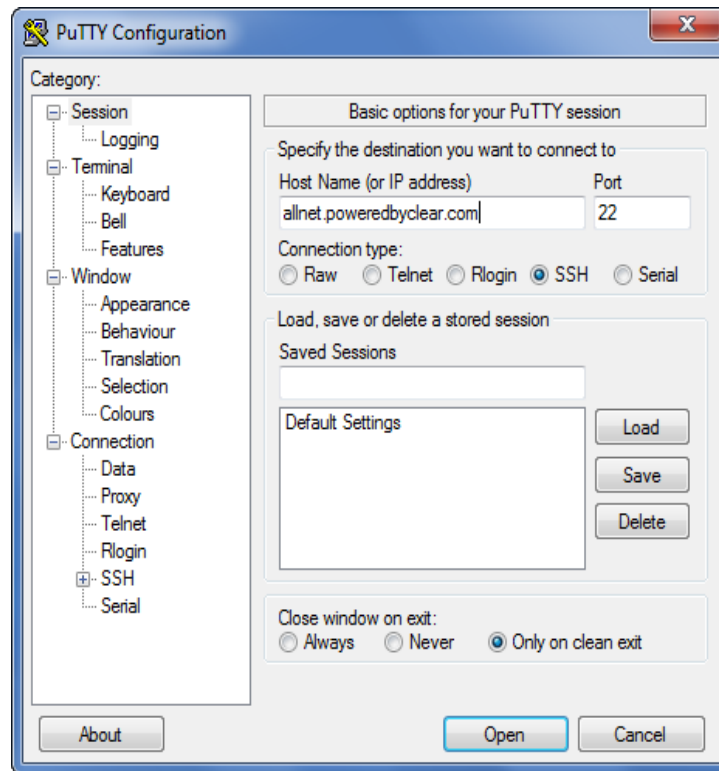 PuTTY Configuration
X
Category:
Session
Logging
Terminal
Keyboard
Bell
Features
Window
Appearance
Behaviour
Translation
Selection
Colours
Connection
Data
Proxy
Telnet
Rlogin
SSH
Serial
Basic options for your PuTTY session
Specify the destination you want to connect to
Host Name (or IP address) Port
allnet.poweredbyclear.com 22
Connection type:
Raw Telnet Rlogin SSH Serial
Load, save or delete a stored session
Saved Sessions
Default Settings
Load
Save
Delete
Close window on exit:
Always Never Only on clean exit
About Open Cancel